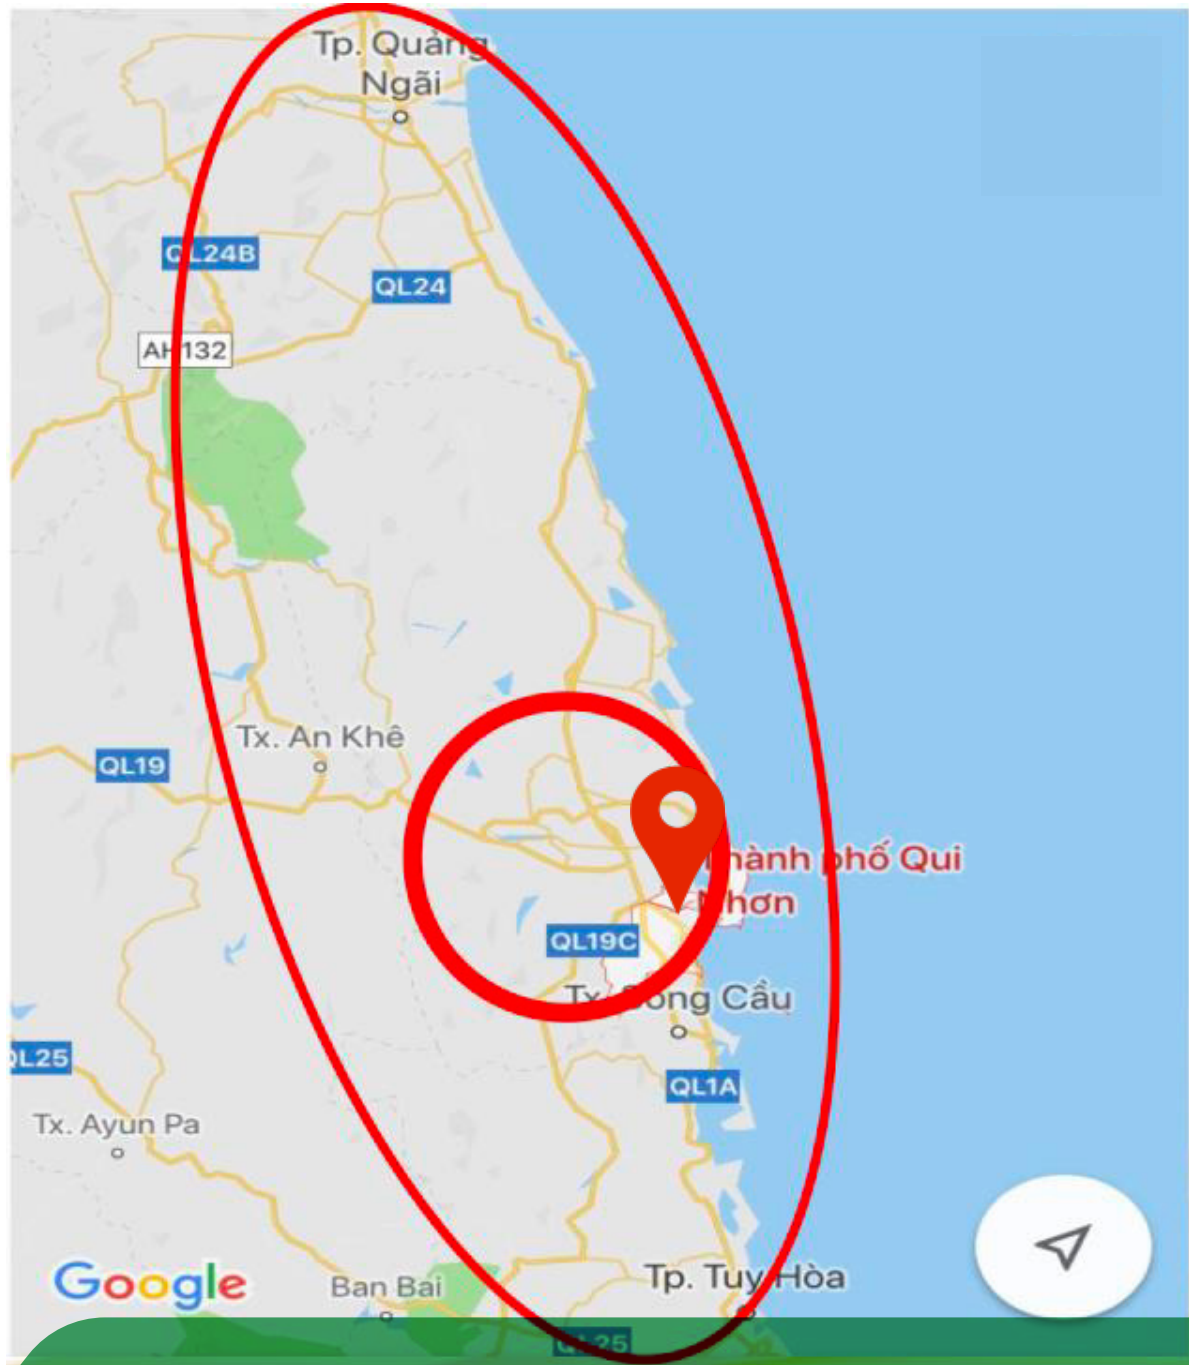 Tp. Quảng
Ngãi
QL24B
QL24
AH132
Tx. An Khê
QL19
Thành phố Qui
Nhơn
QL19C
Tx. Sông Cầu
QL25
QL1A
Tx. Ayun Pa
Google
Ban Bai
Tp. Tuy Hòa
QL25